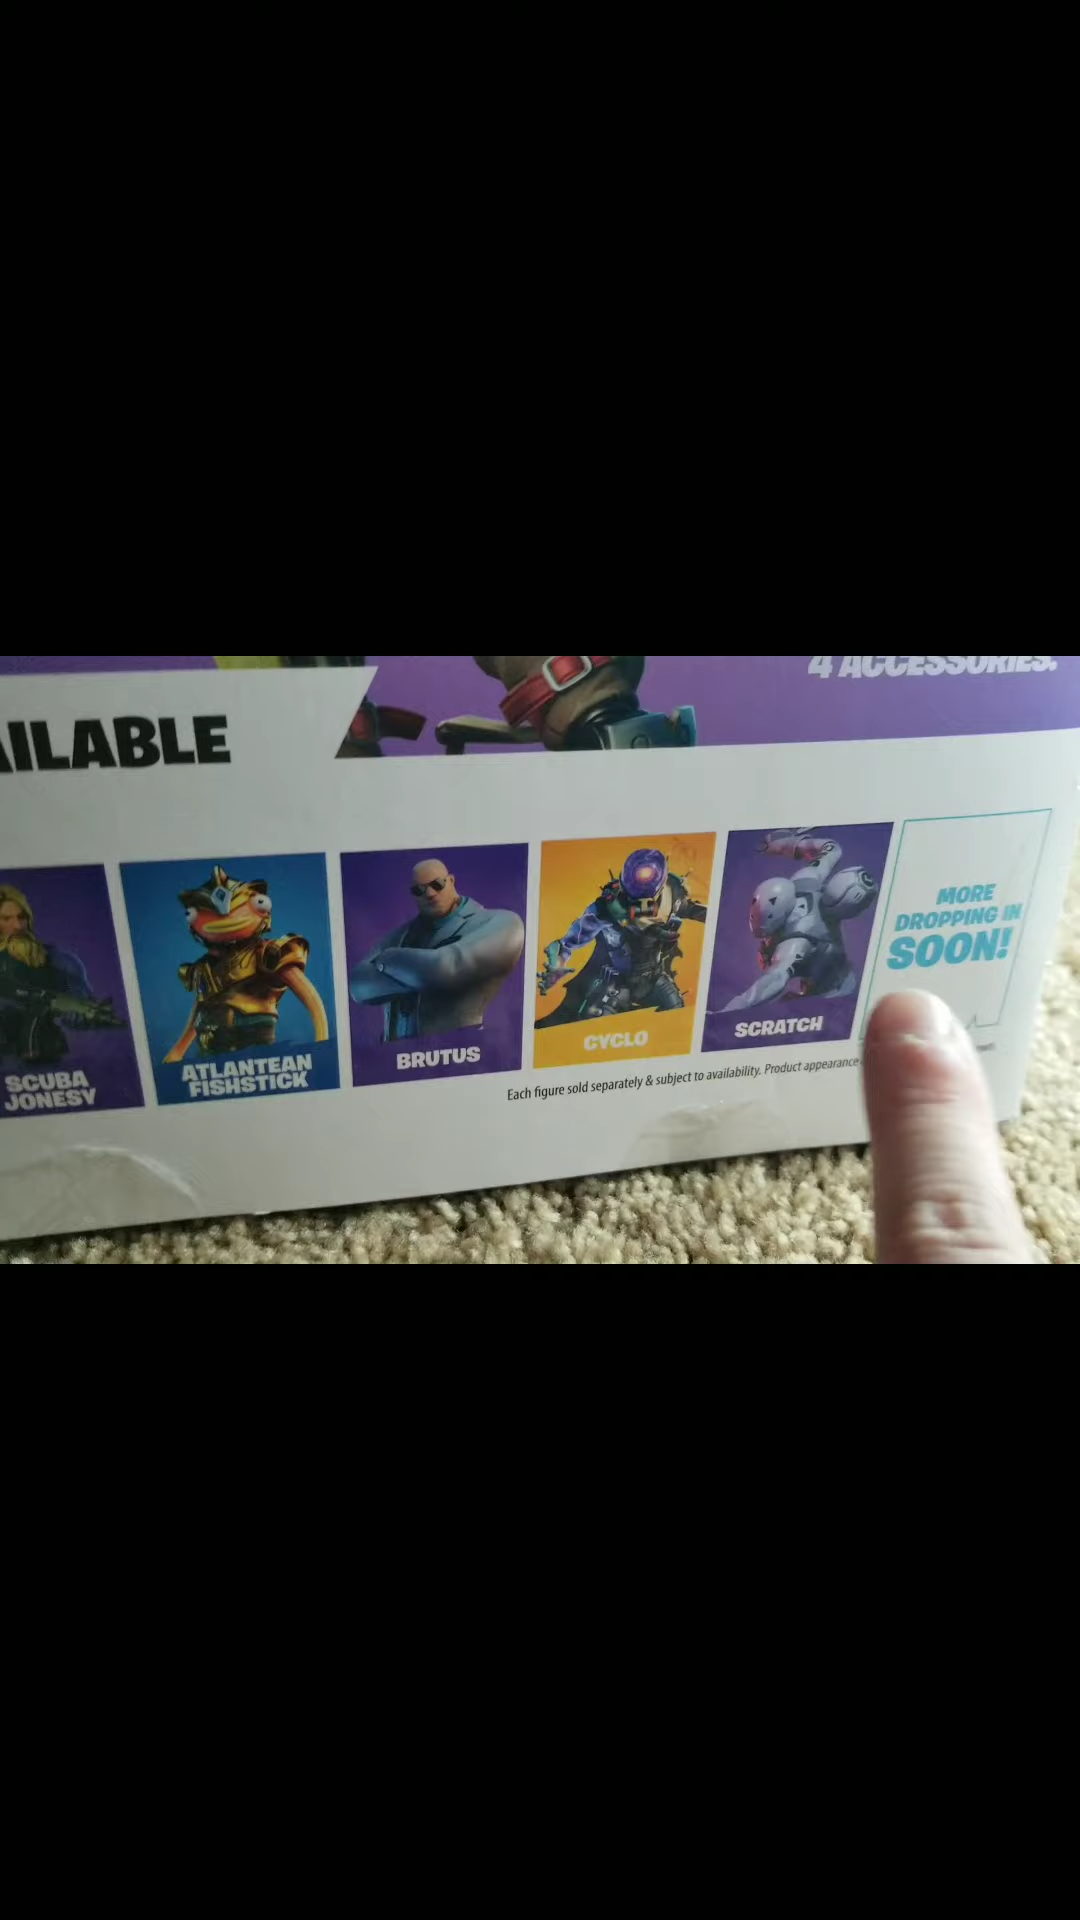 4 ACCESSORIES.
AILABLE
SCUBA
JONESY
ATLANTEAN
FISHSTICK
BRUTUS
CYCLO
SCRATCH
MORE
DROPPING IN
SOON!
Each figure sold separately & subject to availability. Product appearance